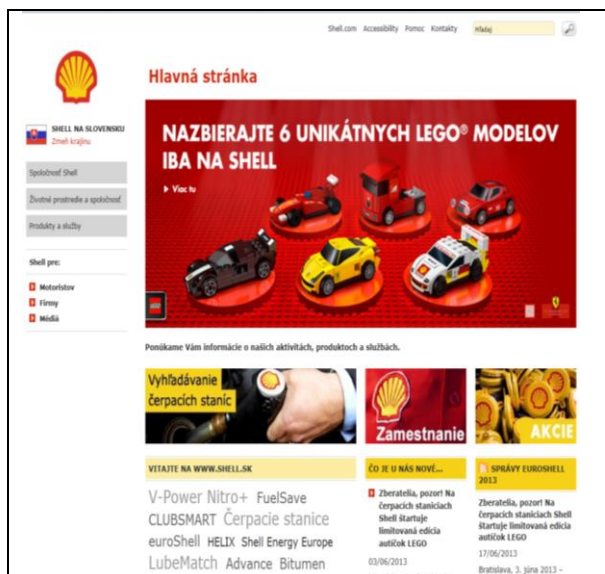 Shell.com Accessibility Pomoc Kontakty Hľadaj
Hlavná stránka
SHELL NA SLOVENSKU
Zmeň krajinu
Spoločnosť Shell
Životné prostredie a spoločnosť
Produkty a služby
Shell pre:
Motoristov
Firmy
Médiá
NAZBIERAJTE 6 UNIKÁTNYCH LEGO® MODELOV
IBA NA SHELL
Viac tu
Ponúkame Vám informácie o našich aktivitách, produktoch a službách.
Vyhľadávanie
čerpacích staníc
Zamestnanie
AKCIE
VITAJTE NA WWW.SHELL.SK
V-Power Nitro+ FuelSave
CLUBSMART Čerpacie stanice
euroShell HELIX Shell Energy Europe
LubeMatch Advance Bitumen
ČO JE U NÁS NOVÉ...
Zberatelia, pozor! Na
čerpacích staniciach
Shell štartuje
limitovaná edícia
autíčok LEGO
03/06/2013
SPRÁVY EUROSHELL
2013
Zberatelia, pozor! Na
čerpacích staniciach Shell
štartuje limitovaná edícia
autíčok LEGO
17/06/2013
Bratislava, 3. júna 2013 –